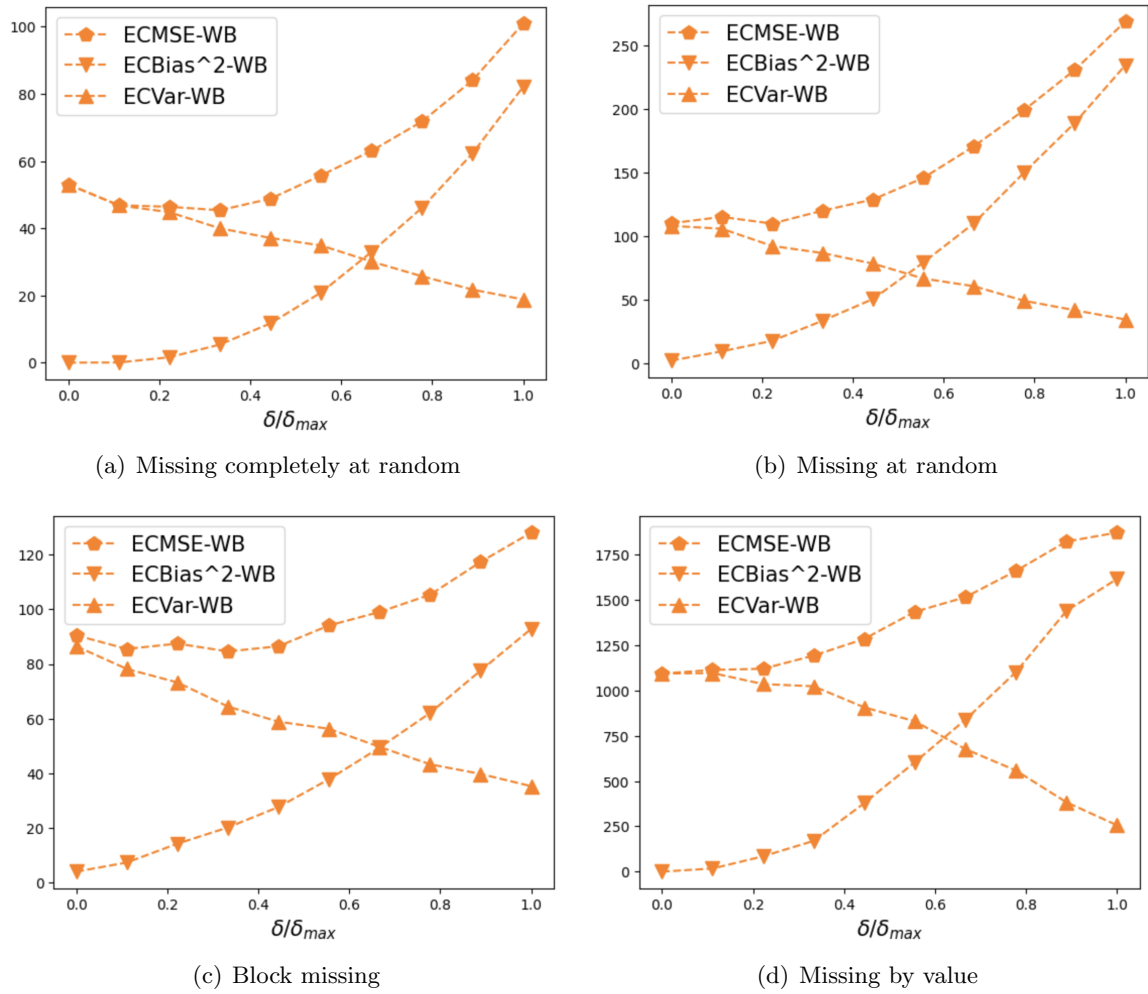 100
80
60
40
20
0
ECMSE-WB
ECBias^2-WB
ECVar-WB
0.0 0.2 0.4 0.6 0.8 1.0
δ/δmax
(a) Missing completely at random
250
200
150
100
50
0
ECMSE-WB
ECBias^2-WB
ECVar-WB
0.0 0.2 0.4 0.6 0.8 1.0
δ/δmax
(b) Missing at random
120
100
80
60
40
20
0
ECMSE-WB
ECBias^2-WB
ECVar-WB
0.0 0.2 0.4 0.6 0.8 1.0
δ/δmax
(c) Block missing
1750
1500
1250
1000
750
500
250
0
ECMSE-WB
ECBias^2-WB
ECVar-WB
0.0 0.2 0.4 0.6 0.8 1.0
δ/δmax
(d) Missing by value